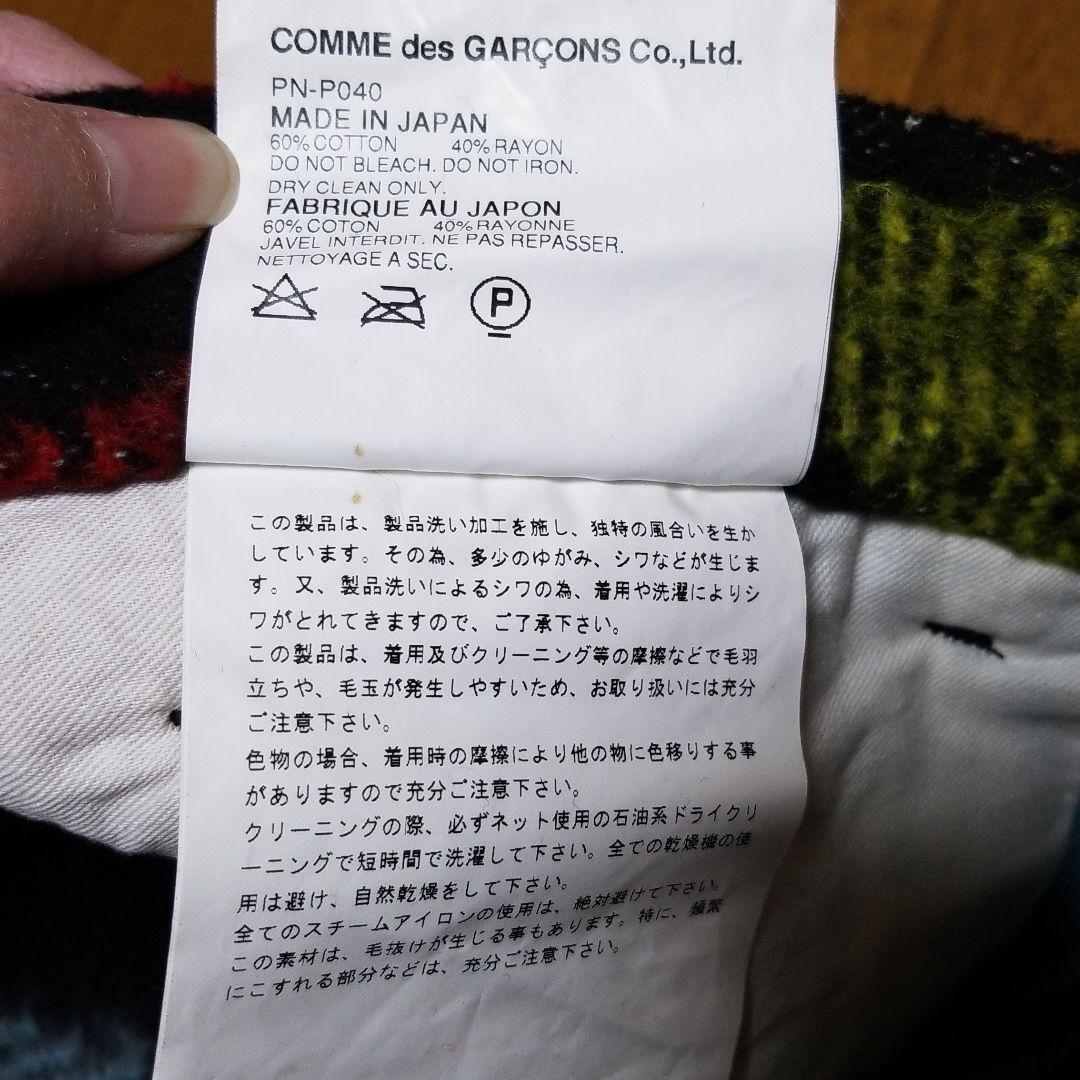 COMME des GARÇONS Co.,Ltd.
PN-P040
MADE IN JAPAN
60% COTTON 40% RAYON
DO NOT BLEACH. DO NOT IRON.
DRY CLEAN ONLY.
FABRIQUE AU JAPON
60% COTON 40% RAYONNE
JAVEL INTERDIT. NE PAS REPASSER.
NETTOYAGE A SEC.
P
この製品は、製品洗い加工を施し、独特の風合いを生か
しています。その為、多少のゆがみ、シワなどが生じま
す。又、製品洗いによるシワの為、着用や洗濯によりシ
ワがとれてきますので、ご了承下さい。
この製品は、着用及びクリーニング等の摩擦などで毛羽
立ちや、毛玉が発生しやすいため、お取り扱いには充分
ご注意下さい。
色物の場合、着用時の摩擦により他の物に色移りする事
がありますので充分ご注意下さい。
クリーニングの際、必ずネット使用の石油系ドライクリ
ーニングで短時間で洗濯して下さい。全ての乾燥機の使
用は避け、自然乾燥をして下さい。
全てのスチームアイロンの使用は、絶対避けて下さい。
この素材は、毛抜けが生じる事もあります。特に、頻繁
にこすれる部分などは、充分ご注意下さい。